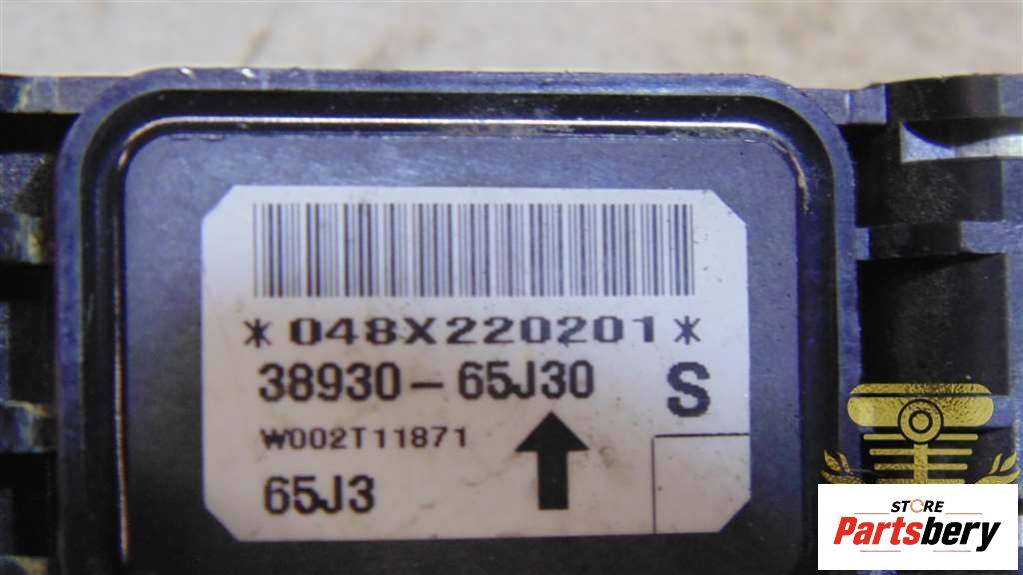 *048X220201*
38930-65J30
S
W002T11871
65J3
STORE
Partsbery